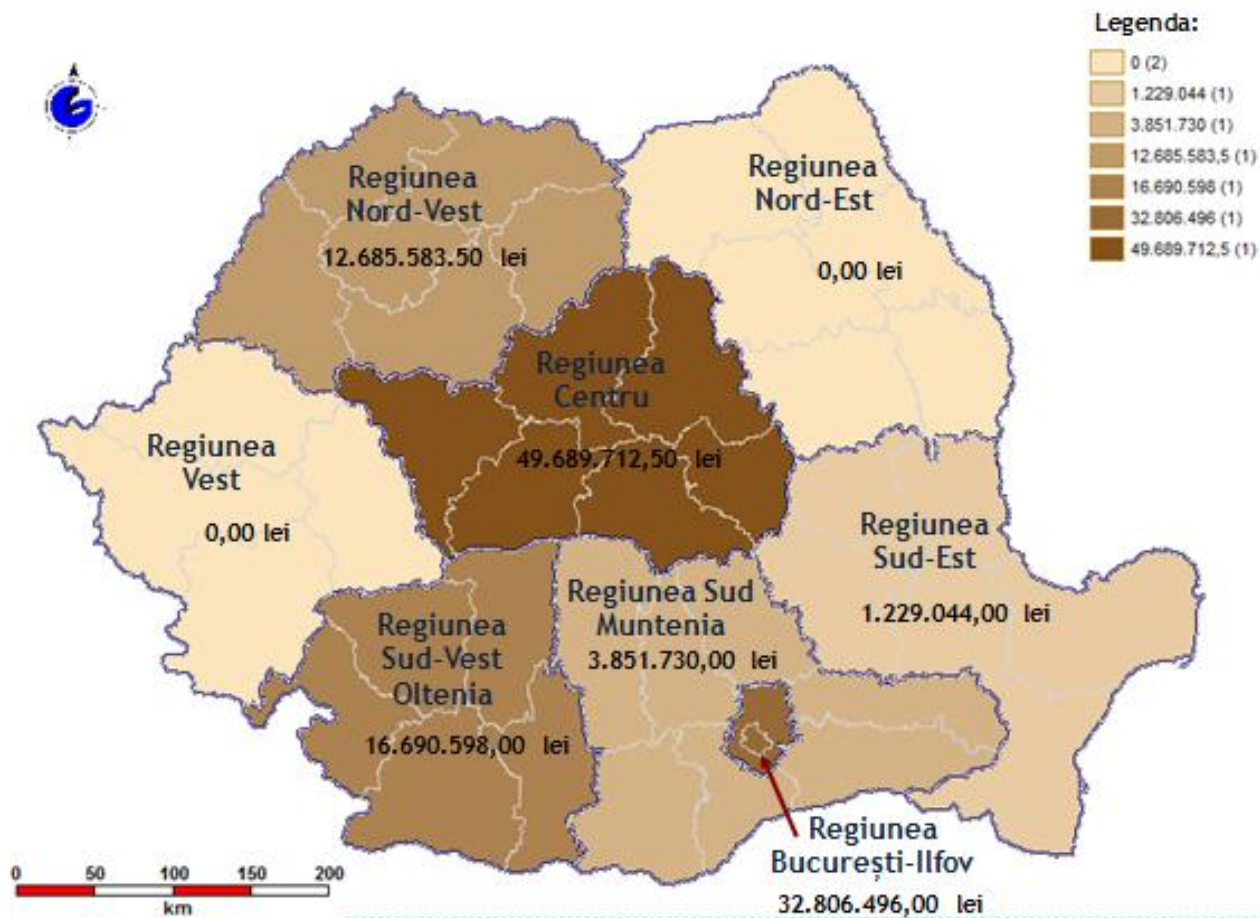 Legenda:
0 (2)
1.229.044 (1)
3.851.730 (1)
12.685.583,5 (1)
16.690.598 (1)
32.806.496 (1)
49.689.712,5 (1)
Regiunea
Nord-Vest
12.685.583.50 lei
Regiunea
Nord-Est
0,00 lei
Regiunea
Centru
49.689.712,50 lei
Regiunea
Vest
0,00 lei
Regiunea
Sud-Est
1.229.044,00 lei
Regiunea Sud
Muntenia
3.851.730,00 lei
Regiunea
Sud-Vest
Oltenia
16.690.598,00 lei
Regiunea
București-Ilfov
32.806.496,00 lei
0 50 100 150 200
km